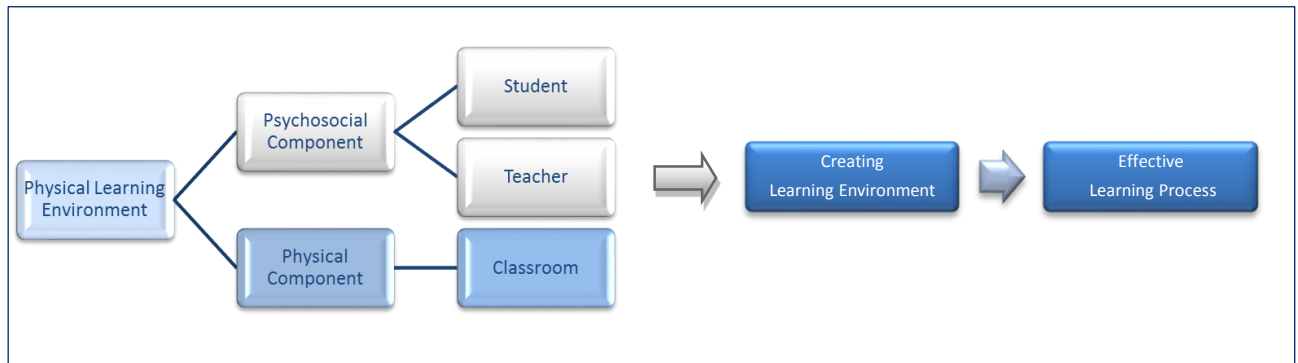 Physical Learning
Environment
Psychosocial
Component
Physical
Component
Student
Teacher
Classroom
Creating
Learning Environment
Effective
Learning Process